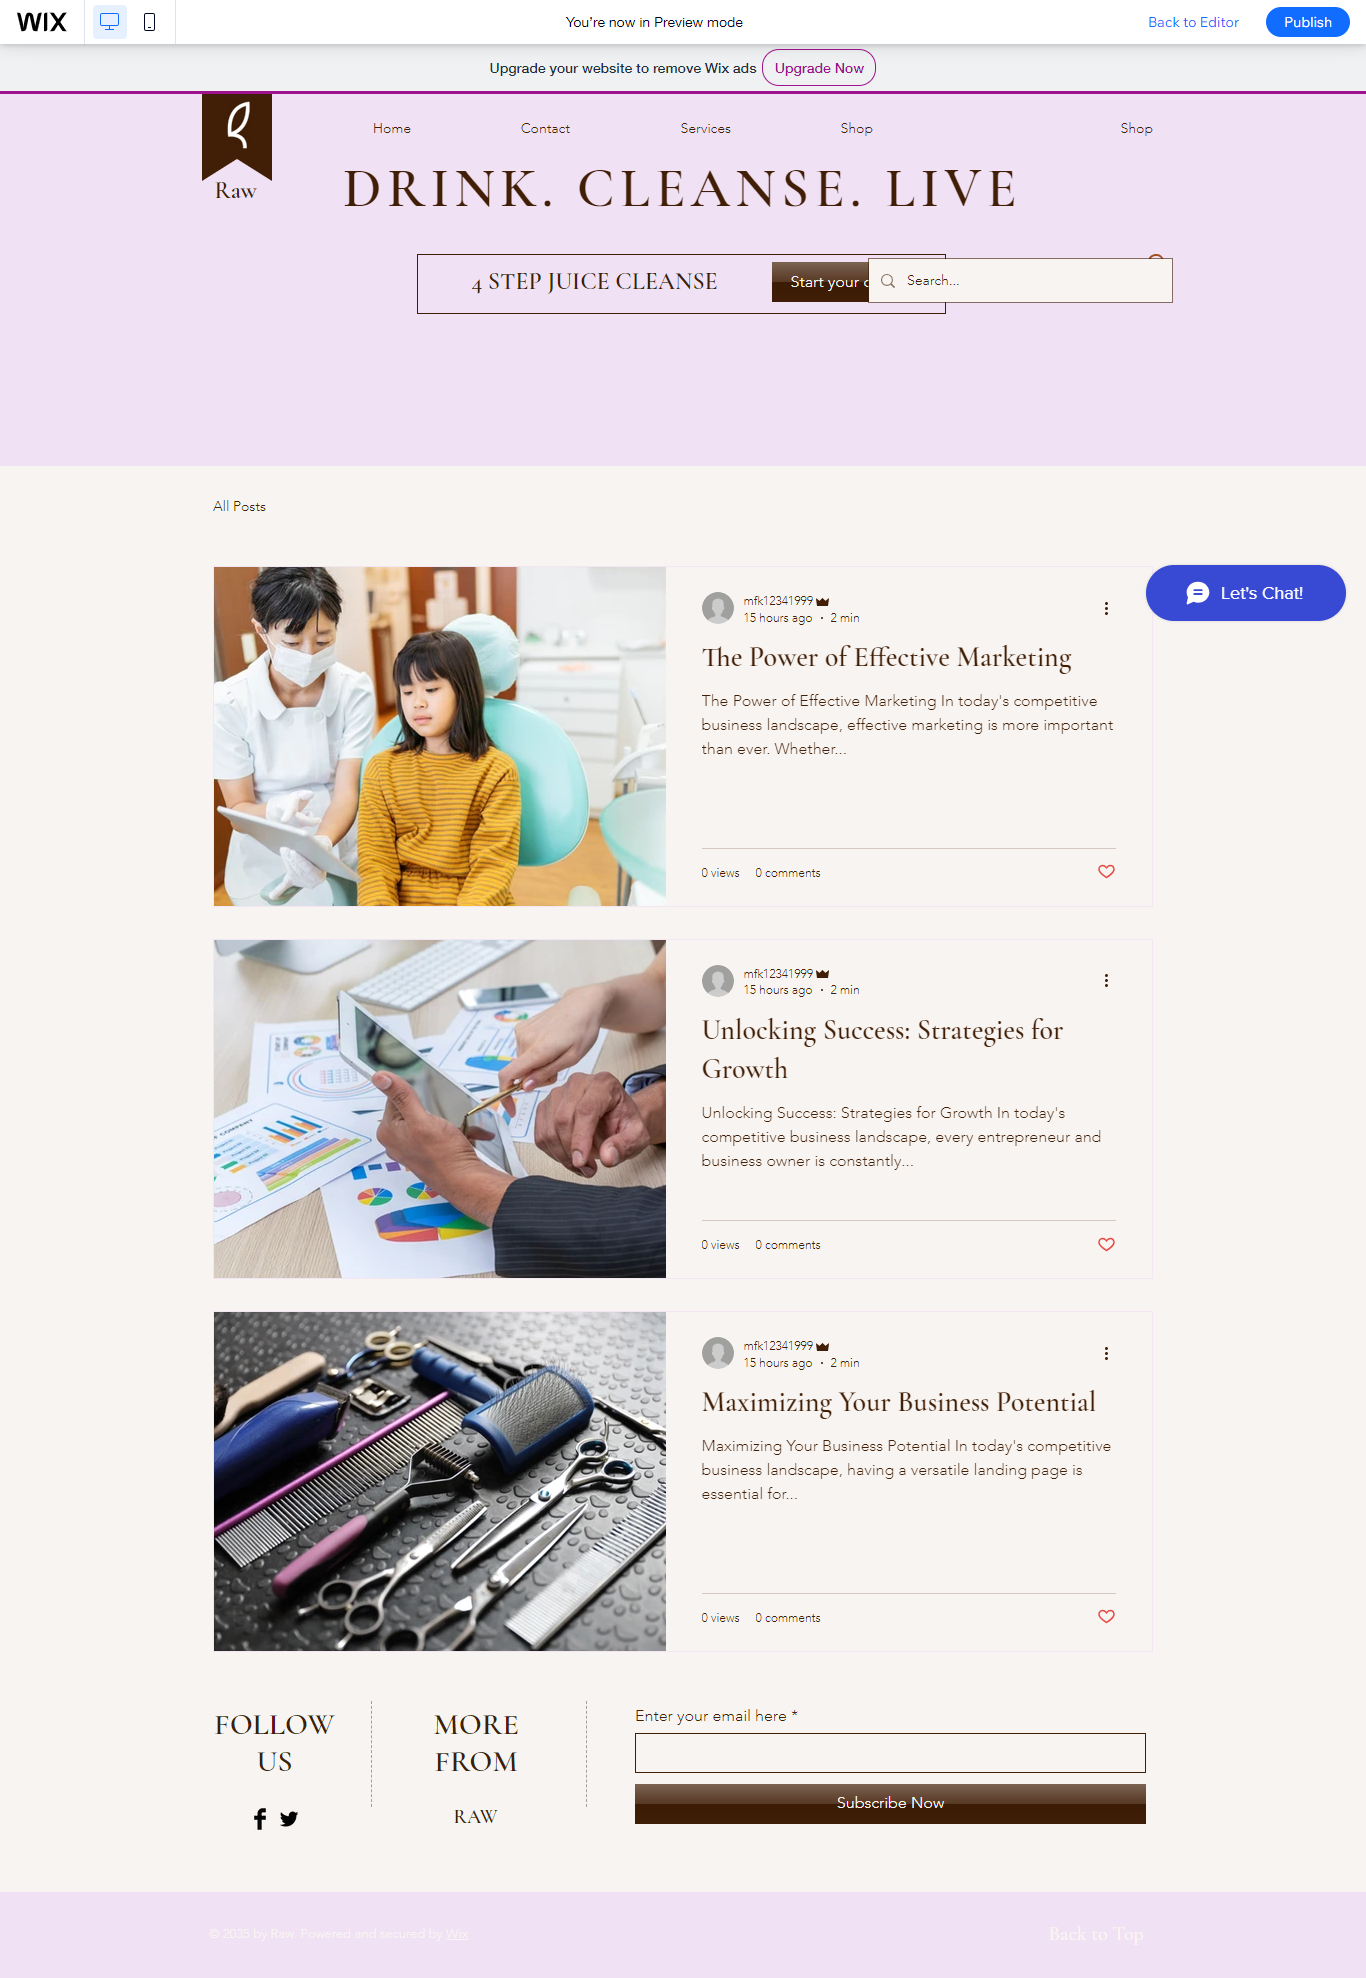 WIX
You're now in Preview mode
Back to Editor
Publish
Upgrade your website to remove Wix ads
Upgrade Now
Raw
Home
Contact
Services
Shop
Shop
DRINK. CLEANSE. LIVE
4 STEP JUICE CLEANSE
Start your
Search...
All Posts
Let's Chat!
mfk12341999
15 hours ago · 2 min
The Power of Effective Marketing
The Power of Effective Marketing In today's competitive
business landscape, effective marketing is more important
than ever. Whether...
0 views 0 comments
mfk12341999
15 hours ago · 2 min
Unlocking Success: Strategies for
Growth
Unlocking Success: Strategies for Growth In today's
competitive business landscape, every entrepreneur and
business owner is constantly...
0 views 0 comments
mfk12341999
15 hours ago · 2 min
Maximizing Your Business Potential
Maximizing Your Business Potential In today's competitive
business landscape, having a versatile landing page is
essential for...
0 views 0 comments
FOLLOW
US
MORE
FROM
RAW
Enter your email here *
Subscribe Now
© 2035 by Raw. Powered and secured by Wix
Back to Top